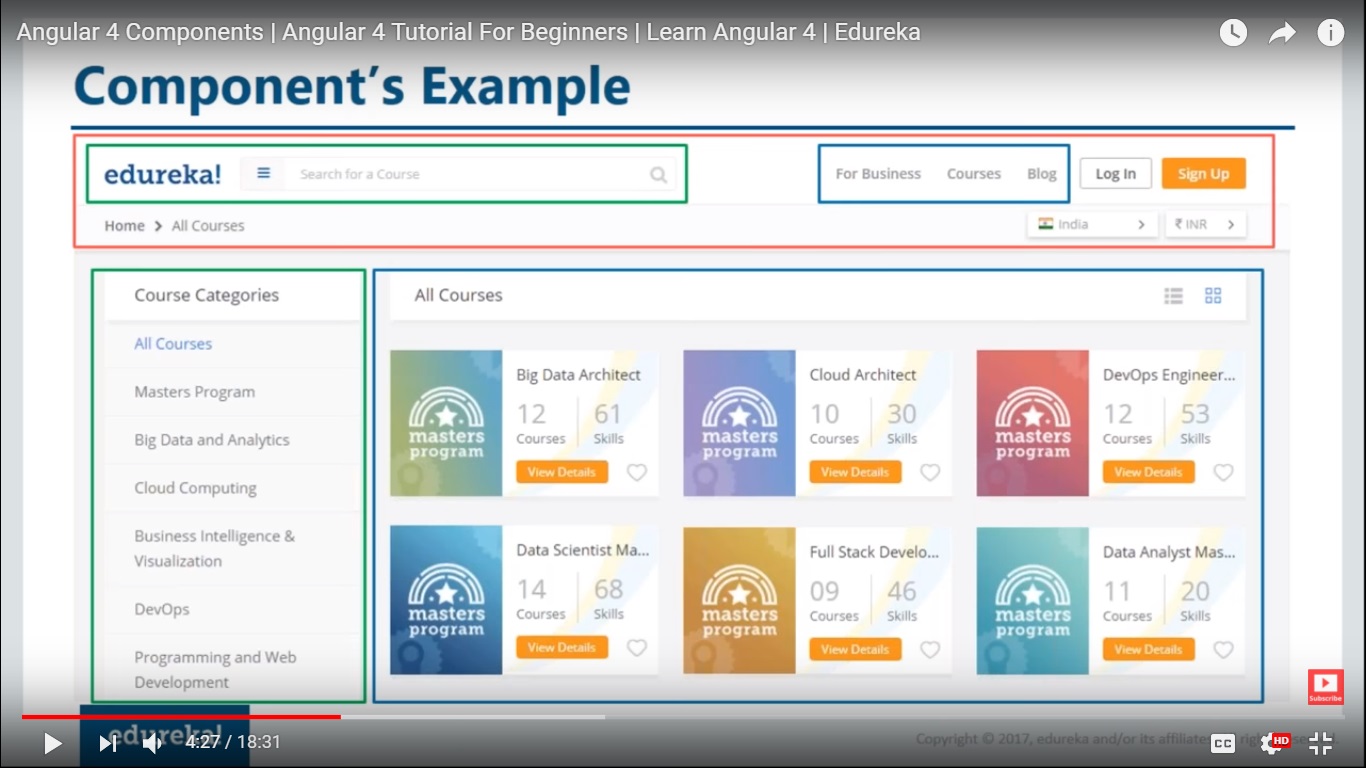 Angular 4 Components | Angular 4 Tutorial For Beginners | Learn Angular 4 | Edureka
Component's Example
edureka!
Search for a Course
For Business
Courses
Blog
Log In
Sign Up
Home > All Courses
India >
₹ INR >
Course Categories
All Courses
Masters Program
Big Data and Analytics
Cloud Computing
Business Intelligence &
Visualization
DevOps
Programming and Web
Development
All Courses
masters
program
Big Data Architect
12 61
Courses Skills
View Details
masters
program
Cloud Architect
10 30
Courses Skills
View Details
masters
program
DevOps Engineer...
12 53
Courses Skills
View Details
masters
program
Data Scientist Ma...
14 68
Courses Skills
View Details
masters
program
Full Stack Develo...
09 46
Courses Skills
View Details
masters
program
Data Analyst Mas...
11 20
Courses Skills
View Details
Subscribe
edureka!
4:27 / 18:31
Copyright © 2017, edureka and/or its
CC
HD